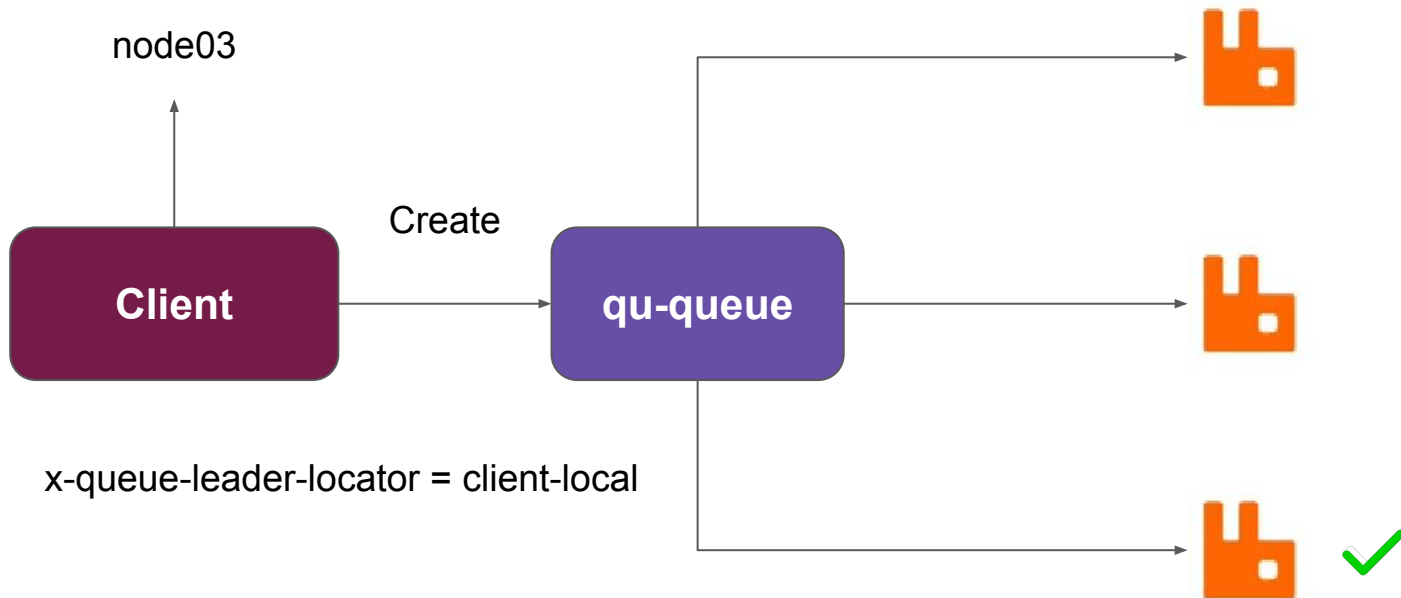 node03
Create
Client
qu-queue
x-queue-leader-locator = client-local